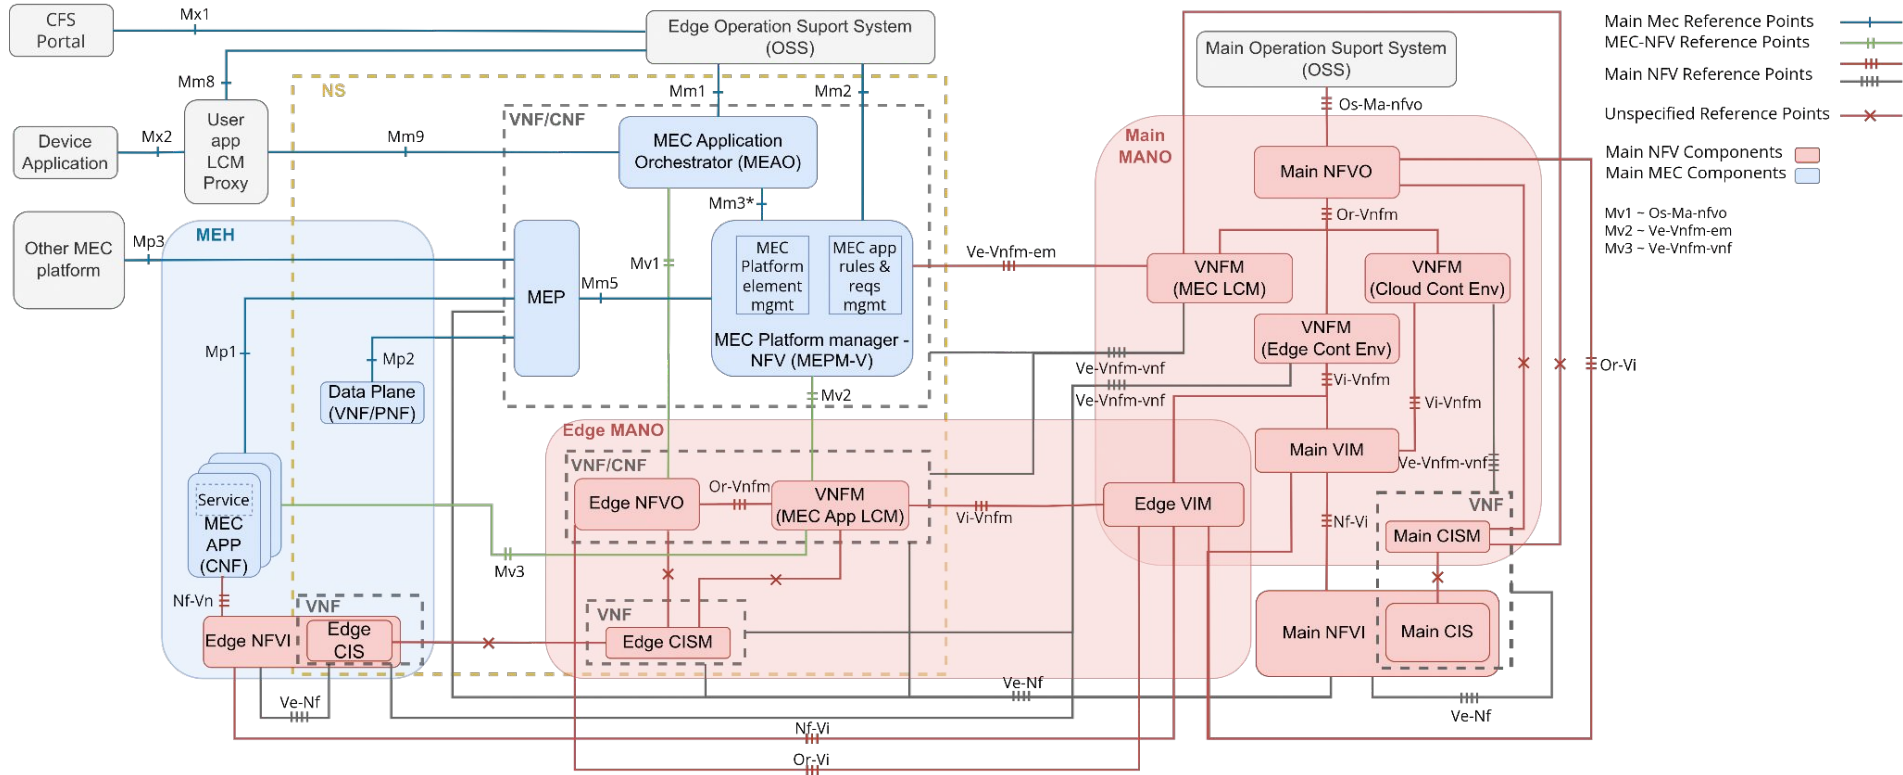 CFS
Portal
Mx1
Edge Operation Suport System
(OSS)
Main Operation Suport System
(OSS)
Main Mec Reference Points
MEC-NFV Reference Points
Main NFV Reference Points
Unspecified Reference Points
Main NFV Components
Main MEC Components
Mv1 ~ Os-Ma-nfvo
Mv2 ~ Ve-Vnfm-em
Mv3 ~ Ve-Vnfm-vnf
Mm8
NS
Mm1
Mm2
Os-Ma-nfvo
Device
Application
Mx2
User
app
LCM
Proxy
Mm9
VNF/CNF
MEC Application
Orchestrator (MEAO)
Main
MANO
Main NFVO
Mm3*
Or-Vnfm
Other MEC
platform
Mp3
MEH
MEP
Mm5
Mv1
MEC
Platform
element
mgmt
MEC app
rules &
reqs
mgmt
MEC Platform manager -
NFV (MEPM-V)
Ve-Vnfm-em
VNFM
(MEC LCM)
VNFM
(Cloud Cont Env)
VNFM
(Edge Cont Env)
Mp1
Mp2
Data Plane
(VNF/PNF)
Mv2
Ve-Vnfm-vnf
Ve-Vnfm-vnf
Vi-Vnfm
Vi-Vnfm
Or-Vi
Edge MANO
VNF/CNF
Edge NFVO
Or-Vnfm
VNFM
(MEC App LCM)
Vi-Vnfm
Edge VIM
Main VIM
Ve-Vnfm-vnf
Service
MEC
APP
(CNF)
Mv3
Nf-Vi
VNF
Main CISM
Nf-Vn
VNF
Edge NFVI
Edge
CIS
VNF
Edge CISM
Main NFVI
Main CIS
Ve-Nf
Ve-Nf
Ve-Nf
Nf-Vi
Or-Vi